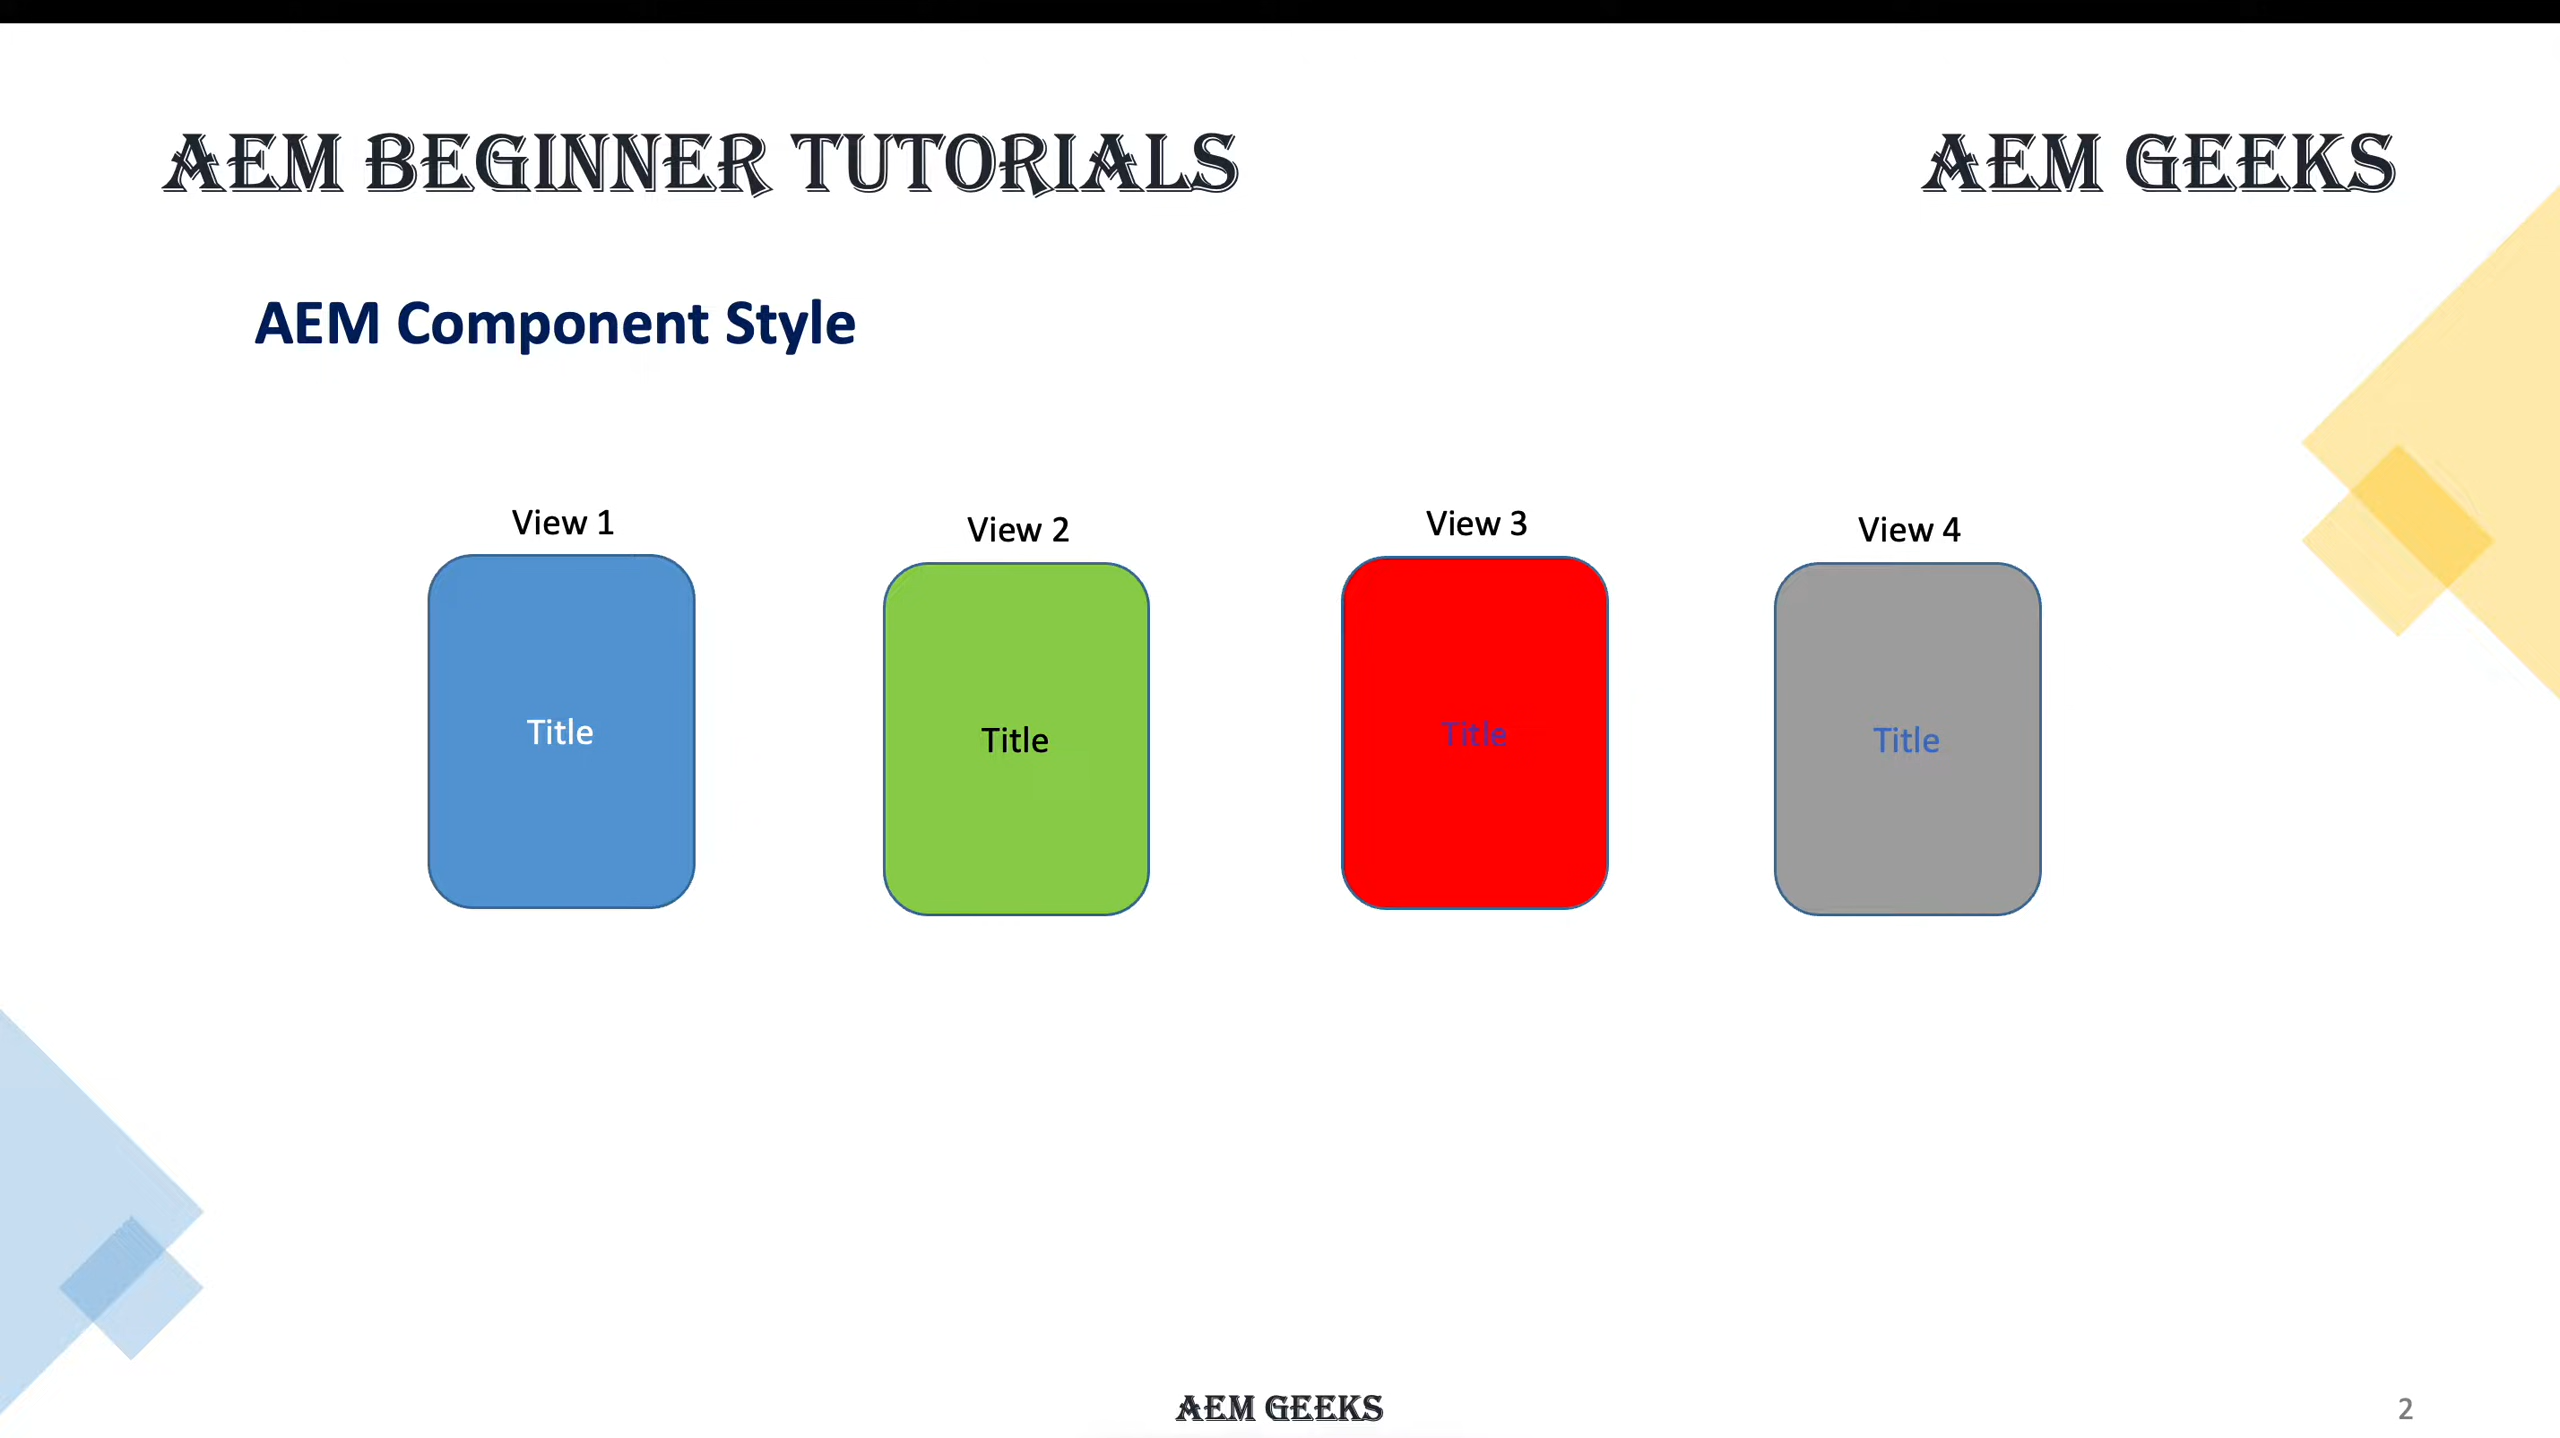 AEM BEGINNER TUTORIALS
AEM GEEKS
AEM Component Style
View 1
View 2
View 3
View 4
Title
Title
Title
Title
AEM GEEKS
2